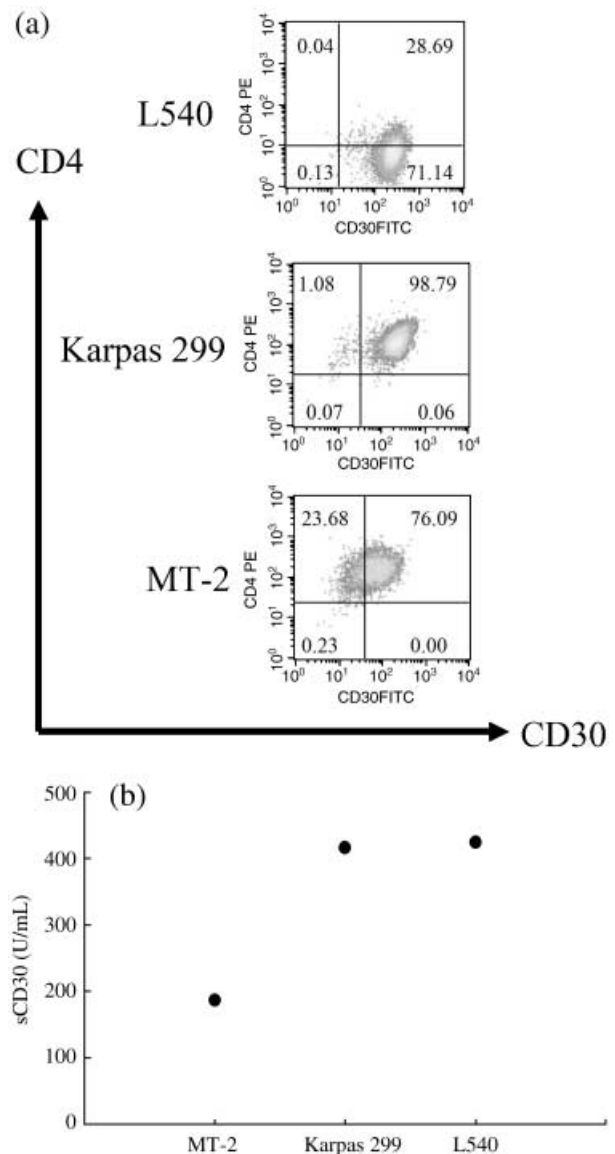 (a)
L540
CD4
CD4 PE
10^4
10^3
10^2
10^1
10^0
0.04 28.69
0.13 71.14
10^0 10^1 10^2 10^3 10^4
CD30FITC
Karpas 299
CD4 PE
10^4
10^3
10^2
10^1
10^0
1.08 98.79
0.07 0.06
10^0 10^1 10^2 10^3 10^4
CD30FITC
MT-2
CD4 PE
10^4
10^3
10^2
10^1
10^0
23.68 76.09
0.23 0.00
10^0 10^1 10^2 10^3 10^4
CD30FITC
CD30
(b)
sCD30 (U/mL)
500
400
300
200
100
0
MT-2 Karpas 299 L540